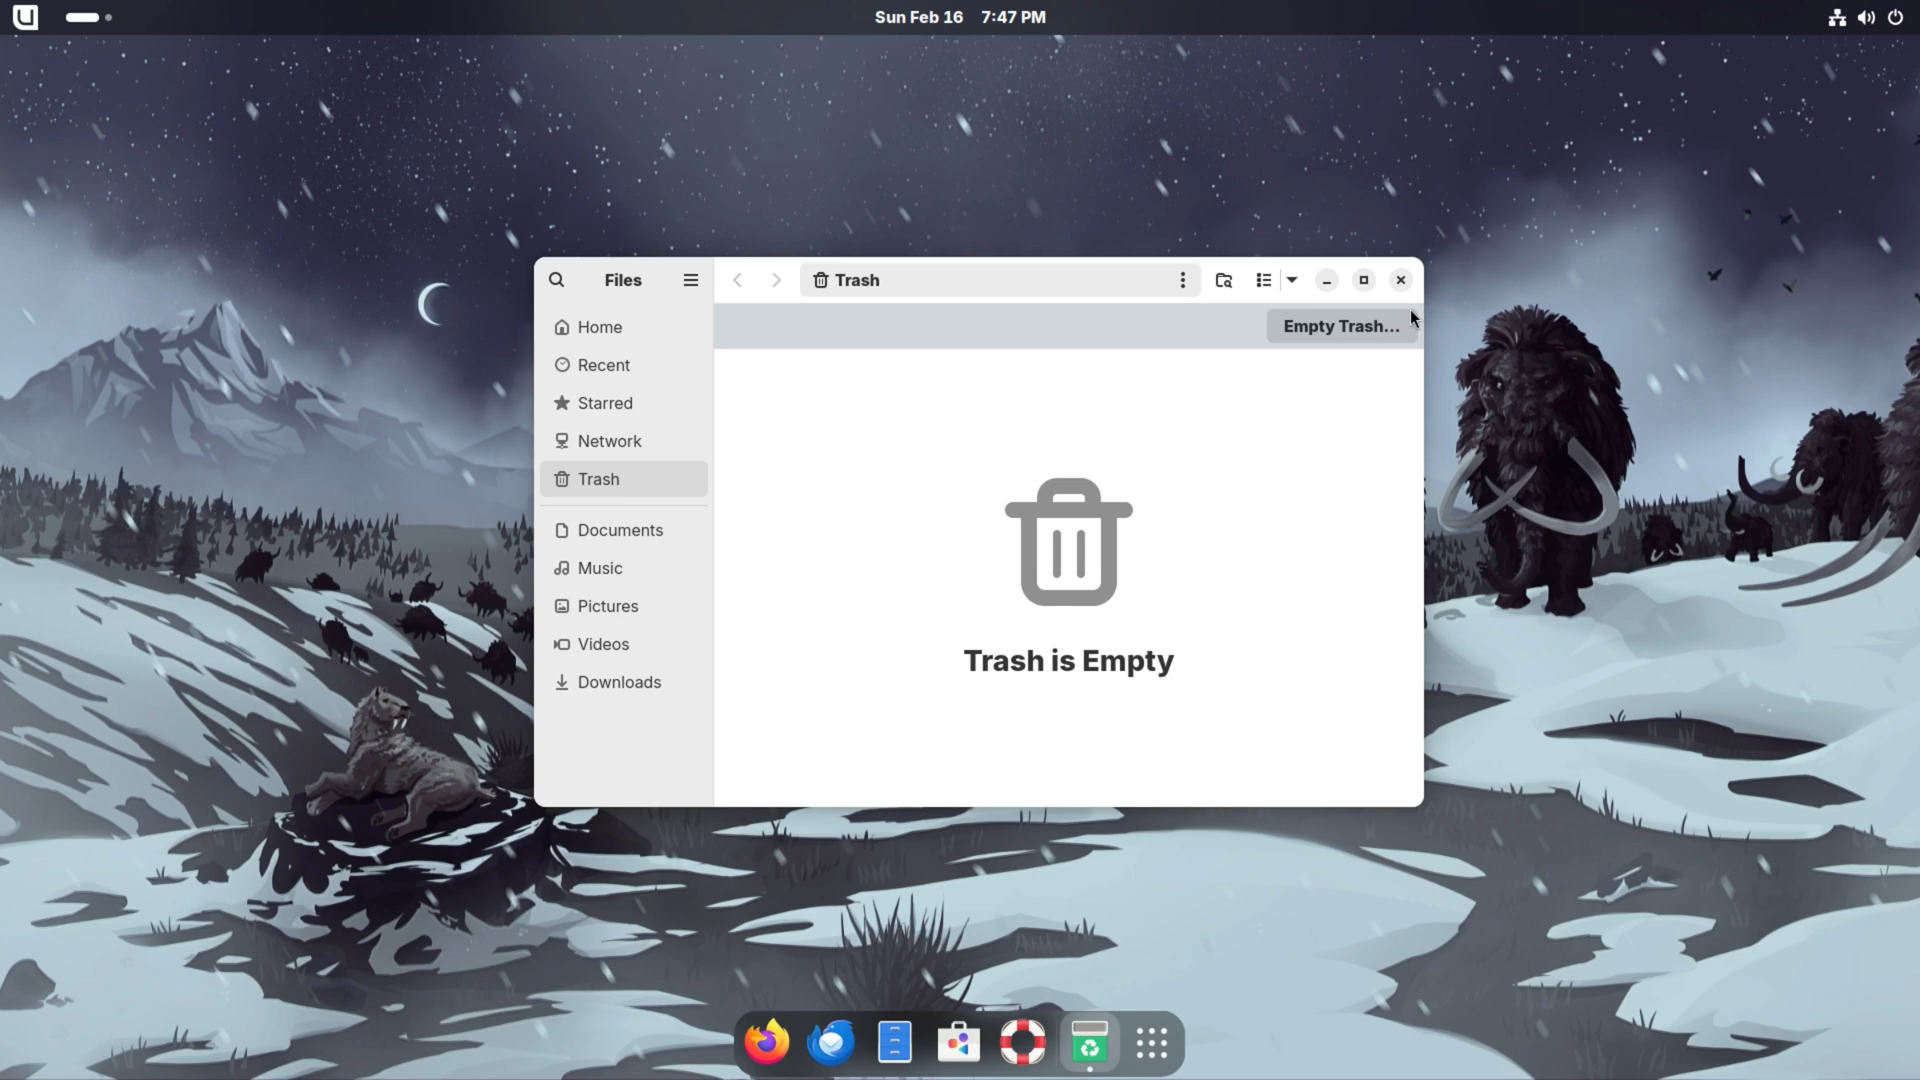 Sun Feb 16 7:47 PM
Files
Trash
Empty Trash...
Home
Recent
Starred
Network
Trash
Documents
Music
Pictures
Videos
Downloads
Trash is Empty